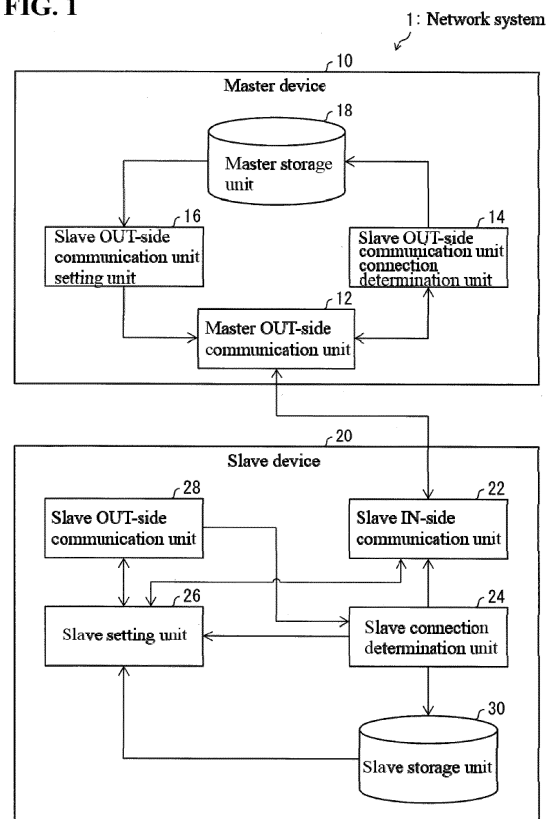 FIG. 1
1: Network system
10
Master device
18
Master storage
unit
16
Slave OUT-side
communication unit
setting unit
14
Slave OUT-side
communication unit
connection
determination unit
12
Master OUT-side
communication unit
20
Slave device
28
Slave OUT-side
communication unit
22
Slave IN-side
communication unit
26
Slave setting unit
24
Slave connection
determination unit
30
Slave storage unit